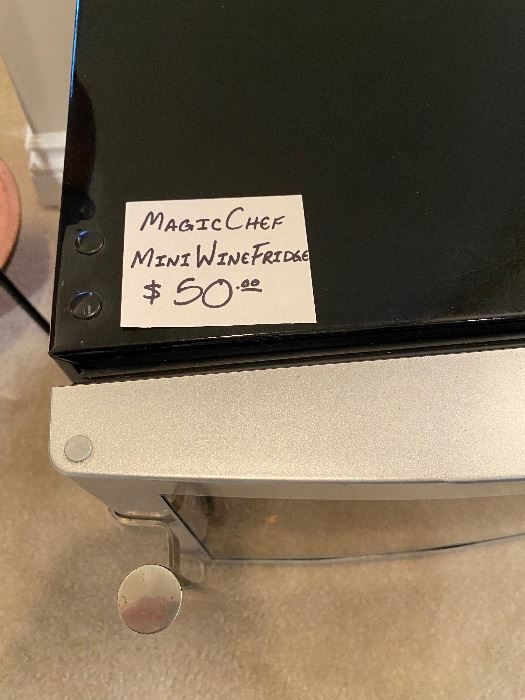 MAGIC CHEF
MINI WINE FRIDGE
$ 50.00